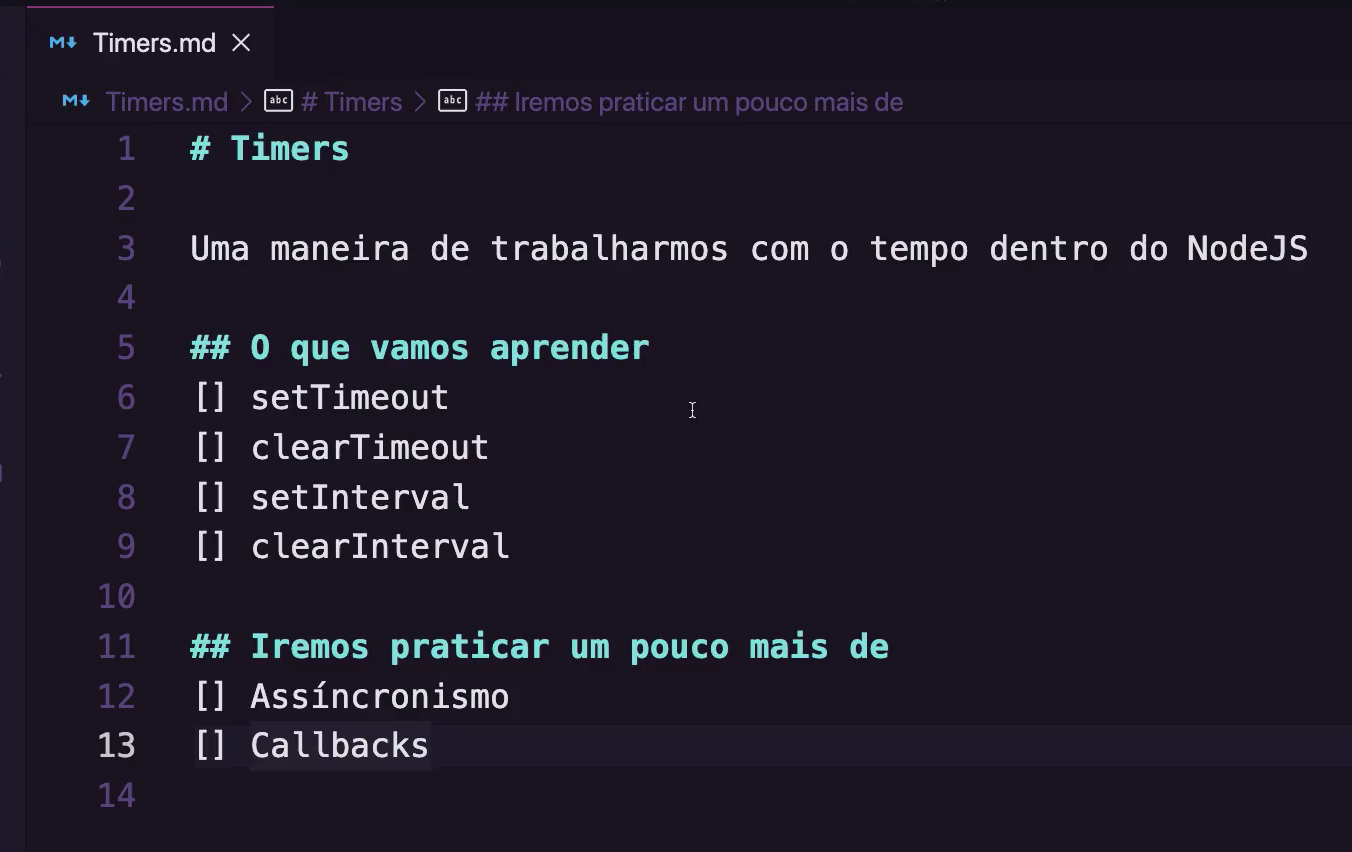 Timers.md
Timers.md > # Timers > ## Iremos praticar um pouco mais de
1 # Timers
2
3 Uma maneira de trabalharmos com o tempo dentro do NodeJS
4
5 ## O que vamos aprender
6 [] setTimeout
7 [] clearTimeout
8 [] setInterval
9 [] clearInterval
10
11 ## Iremos praticar um pouco mais de
12 [] Assíncronismo
13 [] Callbacks
14